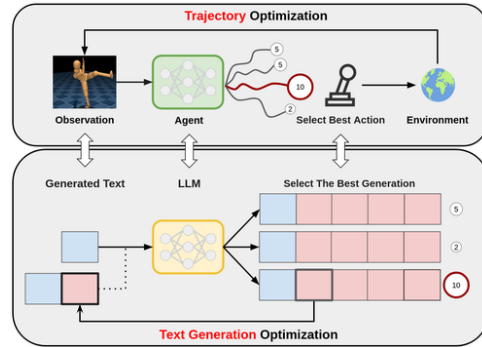 Trajectory Optimization
5
5
10
2
Observation
Agent
Select Best Action
Environment
Generated Text
LLM
Select The Best Generation
5
2
10
Text Generation Optimization